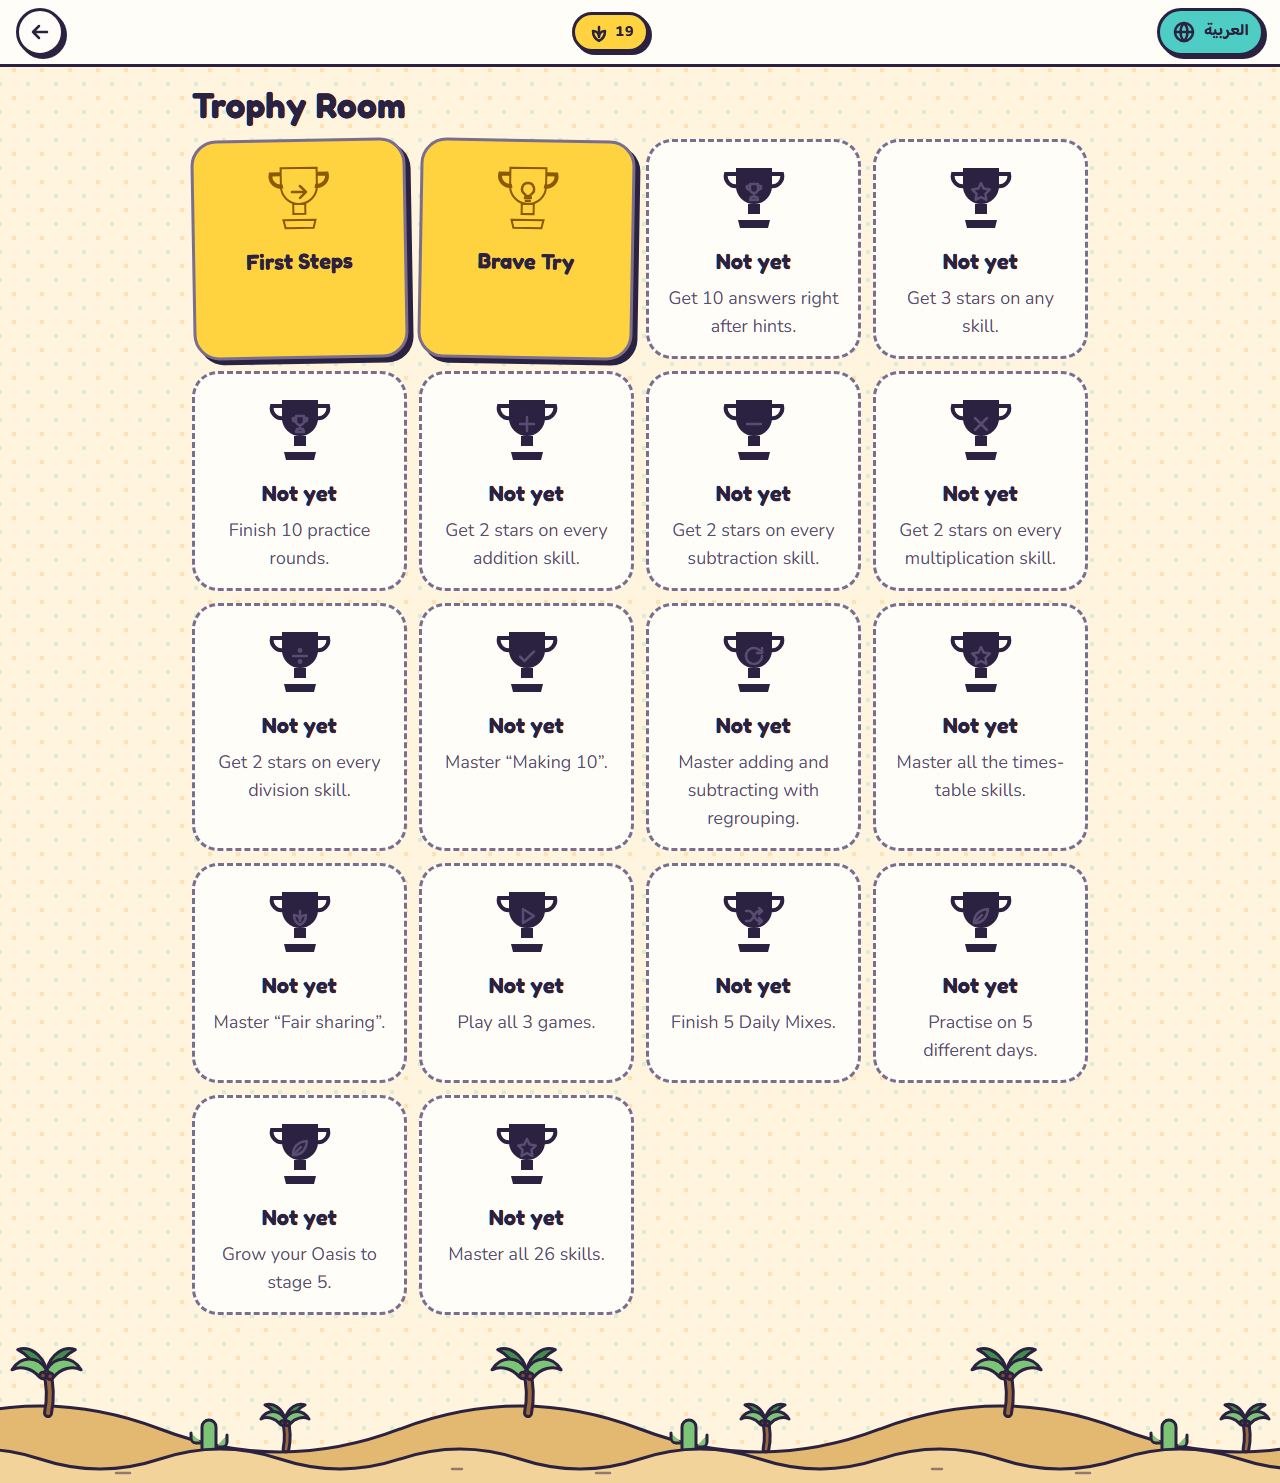 19
العربية
Trophy Room
First Steps
Brave Try
Not yet
Get 10 answers right
after hints.
Not yet
Get 3 stars on any
skill.
Not yet
Finish 10 practice
rounds.
Not yet
Get 2 stars on every
addition skill.
Not yet
Get 2 stars on every
subtraction skill.
Not yet
Get 2 stars on every
multiplication skill.
Not yet
Get 2 stars on every
division skill.
Not yet
Master “Making 10”.
Not yet
Master adding and
subtracting with
regrouping.
Not yet
Master all the times-
table skills.
Not yet
Master “Fair sharing”.
Not yet
Play all 3 games.
Not yet
Finish 5 Daily Mixes.
Not yet
Practise on 5
different days.
Not yet
Grow your Oasis to
stage 5.
Not yet
Master all 26 skills.